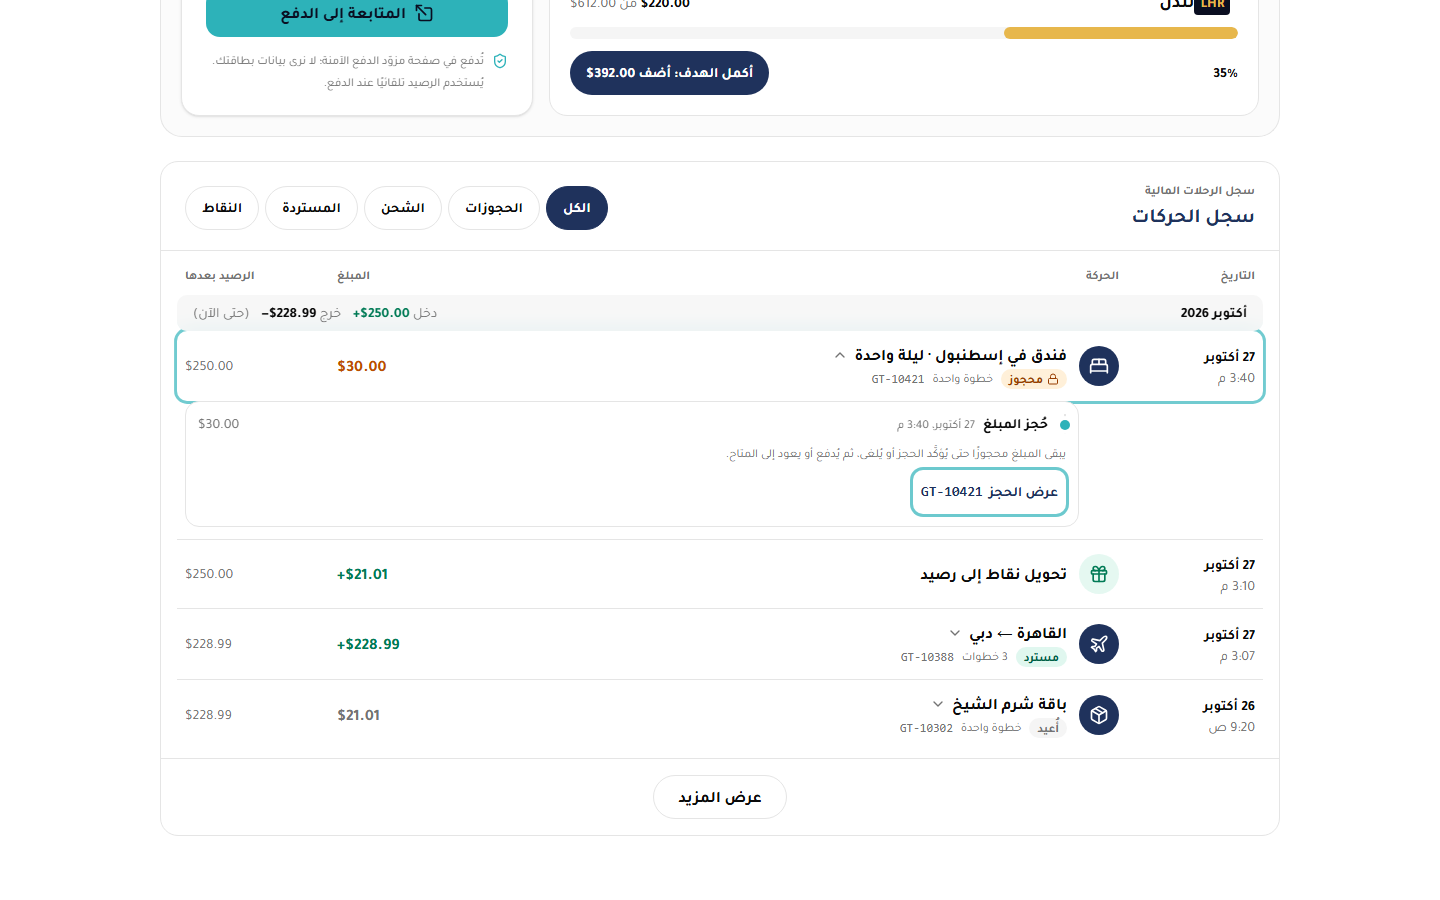 LHR لندن
$220.00 من $612.00
35%
أكمل الهدف: أضف $392.00
المتابعة إلى الدفع
تُدفع في صفحة مزوّد الدفع الآمنة؛ لا نرى بيانات بطاقتك.
يُستخدم الرصيد تلقائيًا عند الدفع.
سجل الرحلات المالية
سجل الحركات
الكل
الحجوزات
الشحن
المستردة
النقاط
التاريخ الحركة المبلغ الرصيد بعدها
أكتوبر 2026 دخل +$250.00 خرج −$228.99 (حتى الآن)
27 أكتوبر
3:40 م
فندق في إسطنبول · ليلة واحدة
محجوز خطوة واحدة GT-10421
$30.00
$250.00
حُجز المبلغ 27 أكتوبر، 3:40 م
$30.00
يبقى المبلغ محجوزًا حتى يُؤكَّد الحجز أو يُلغى، ثم يُدفع أو يعود إلى المتاح.
عرض الحجز GT-10421
27 أكتوبر
3:10 م
تحويل نقاط إلى رصيد
+$21.01
$250.00
27 أكتوبر
3:07 م
القاهرة ← دبي
مسترد 3 خطوات GT-10388
+$228.99
$228.99
26 أكتوبر
9:20 ص
باقة شرم الشيخ
أُعيد خطوة واحدة GT-10302
$21.01
$228.99
عرض المزيد